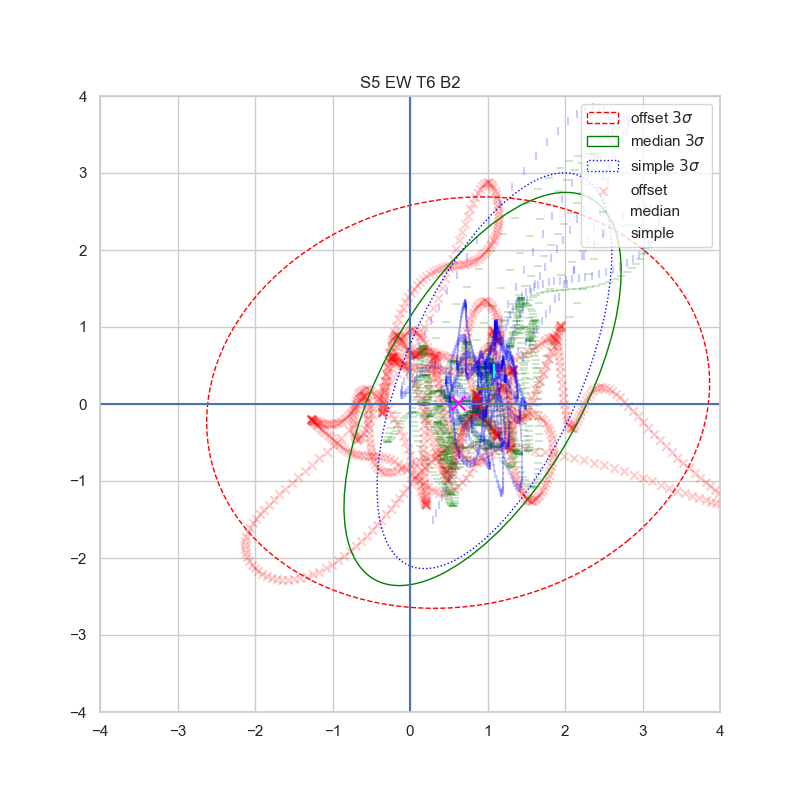 S5 EW T6 B2
offset 3σ
median 3σ
simple 3σ
offset
median
simple
4
3
2
1
0
−1
−2
−3
−4
−4 −3 −2 −1 0 1 2 3 4